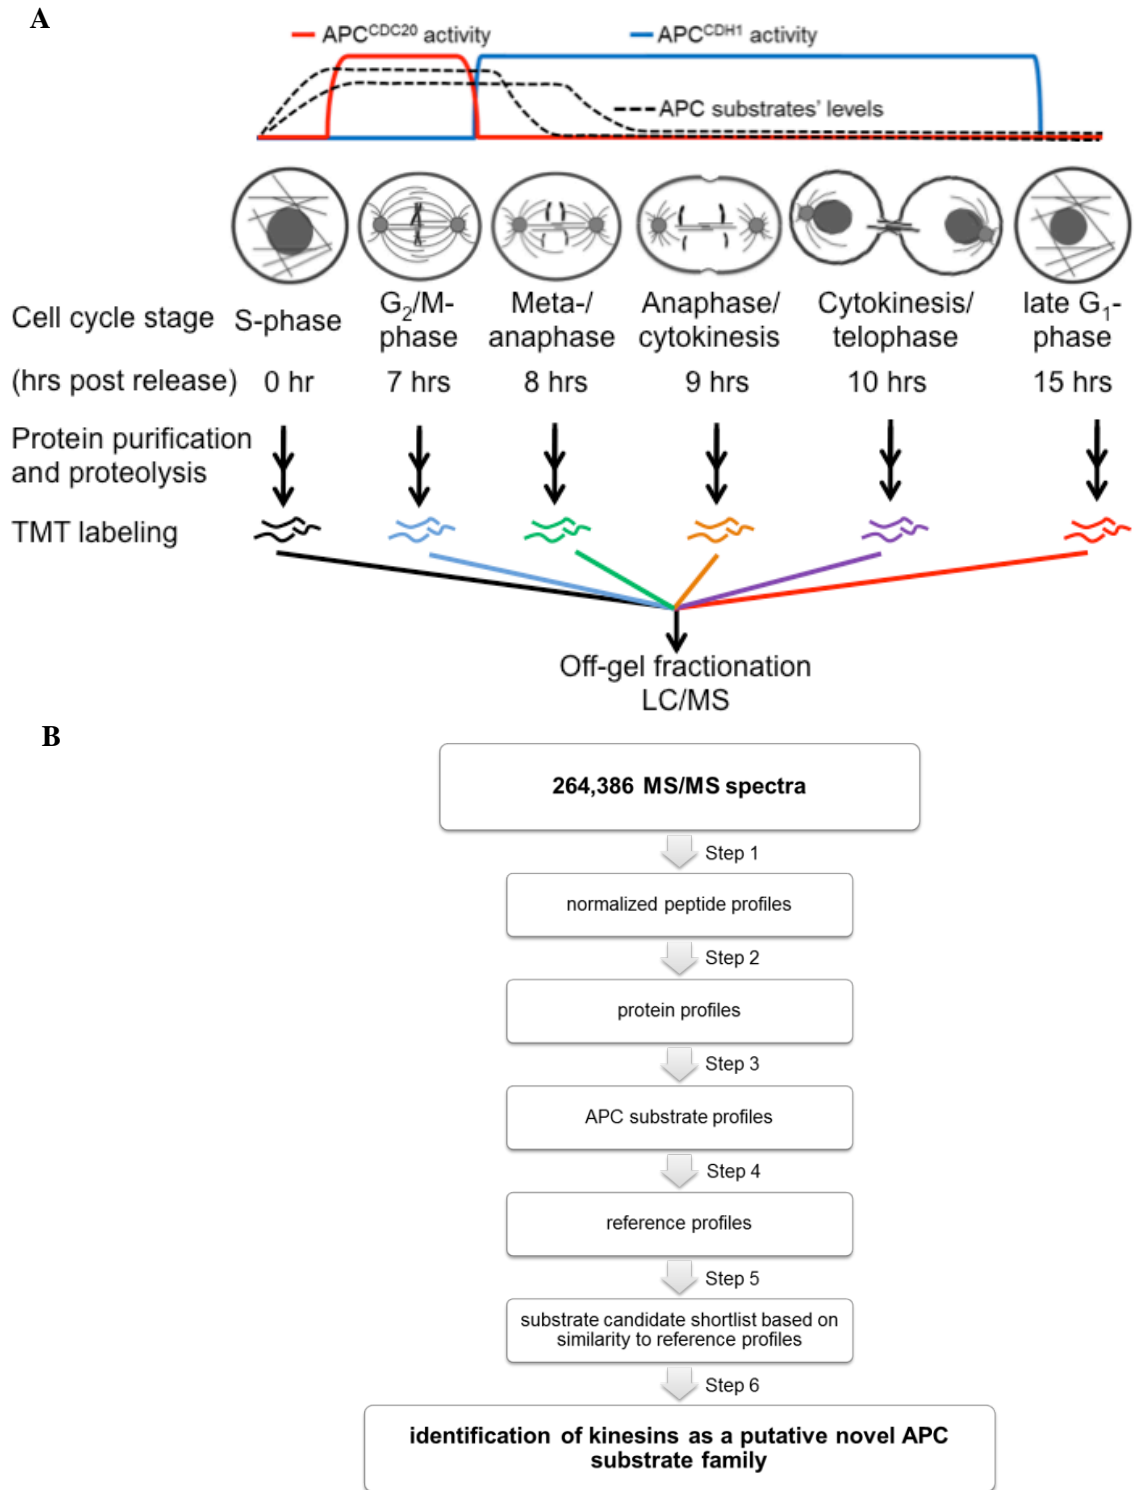 A
APC^CDC20 activity
APC^CDH1 activity
APC substrates' levels
Cell cycle stage
S-phase
G₂/M-
phase
Meta-/
anaphase
Anaphase/
cytokinesis
Cytokinesis/
telophase
late G₁-
phase
(hrs post release)
0 hr
7 hrs
8 hrs
9 hrs
10 hrs
15 hrs
Protein purification
and proteolysis
TMT labeling
Off-gel fractionation
LC/MS
B
264,386 MS/MS spectra
Step 1
normalized peptide profiles
Step 2
protein profiles
Step 3
APC substrate profiles
Step 4
reference profiles
Step 5
substrate candidate shortlist based on
similarity to reference profiles
Step 6
identification of kinesins as a putative novel APC
substrate family